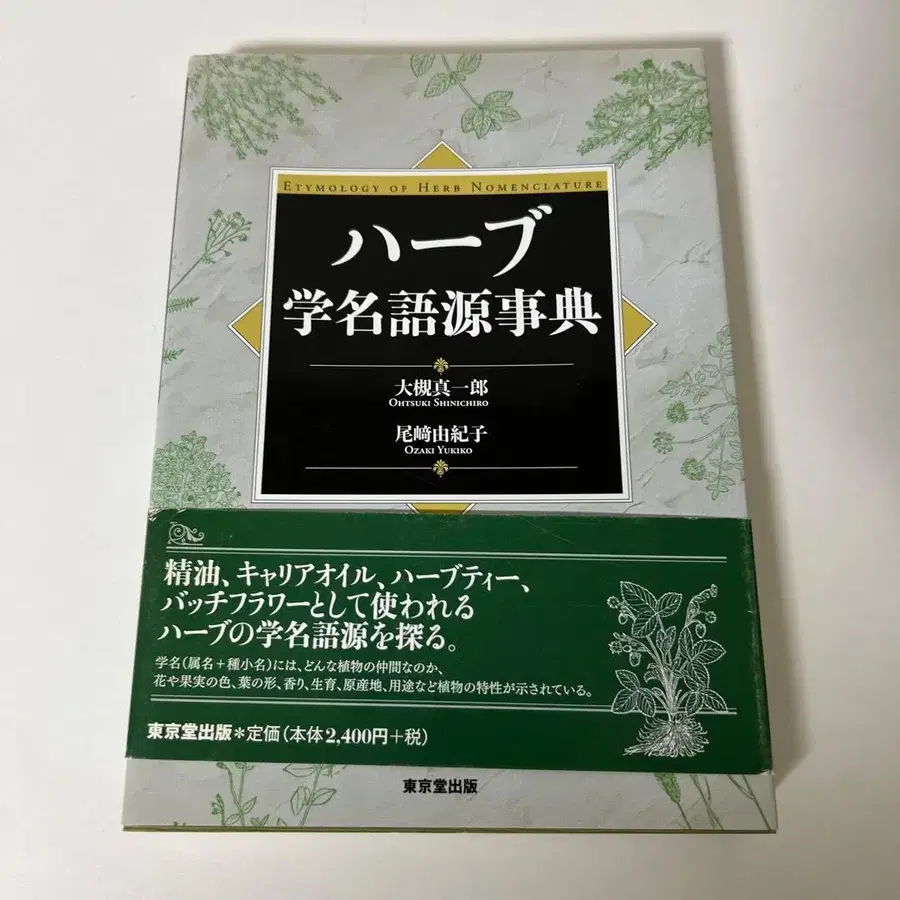 ETYMOLOGY OF HERB NOMENCLATURE
ハーブ
学名語源事典
大槻真一郎
OHTSUKI SHINICHIRO
尾﨑由紀子
OZAKI YUKIKO
精油、キャリアオイル、ハーブティー、
バッチフラワーとして使われる
ハーブの学名語源を探る。
学名(属名+種小名)には、どんな植物の仲間なのか、
花や果実の色、葉の形、香り、生育、原産地、用途など植物の特性が示されている。
東京堂出版*定価(本体2,400円+税)
東京堂出版